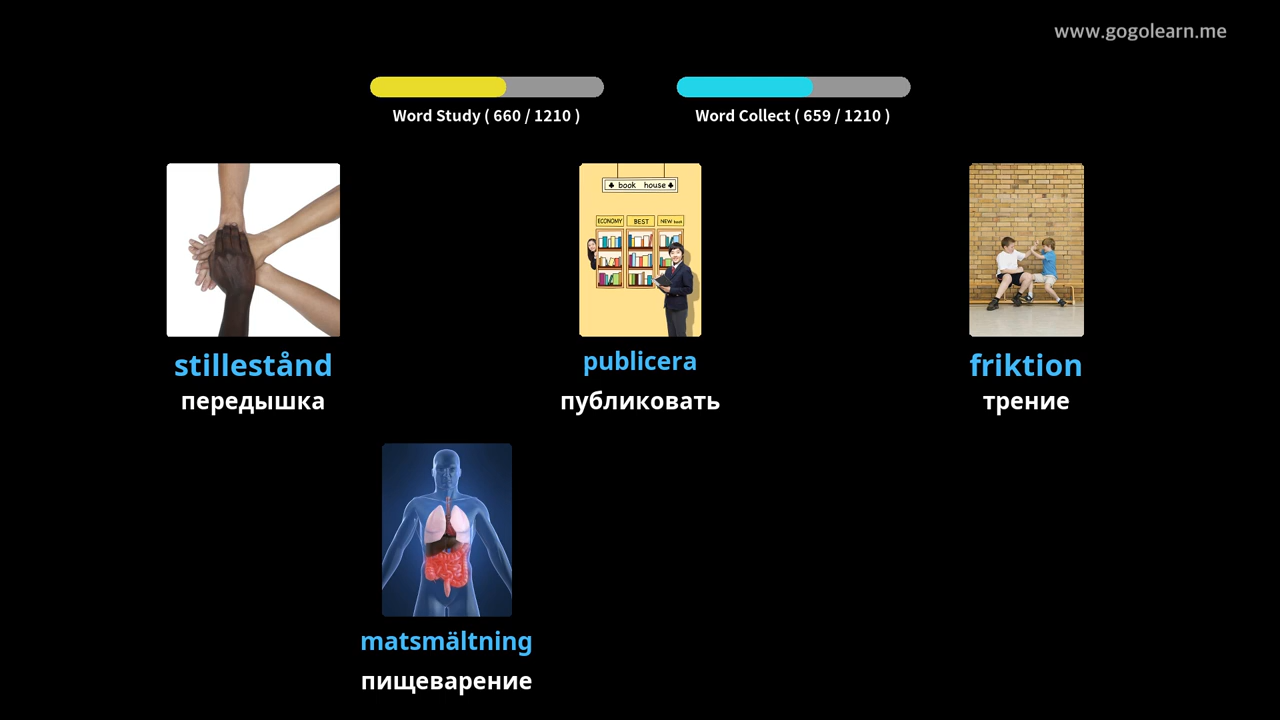 www.gogolearn.me
Word Study ( 660 / 1210 )
Word Collect ( 659 / 1210 )
♣ book house ♣
ECONOMY
BEST
NEW book
stillestånd
publicera
friktion
передышка
публиковать
трение
matsmältning
пищеварение